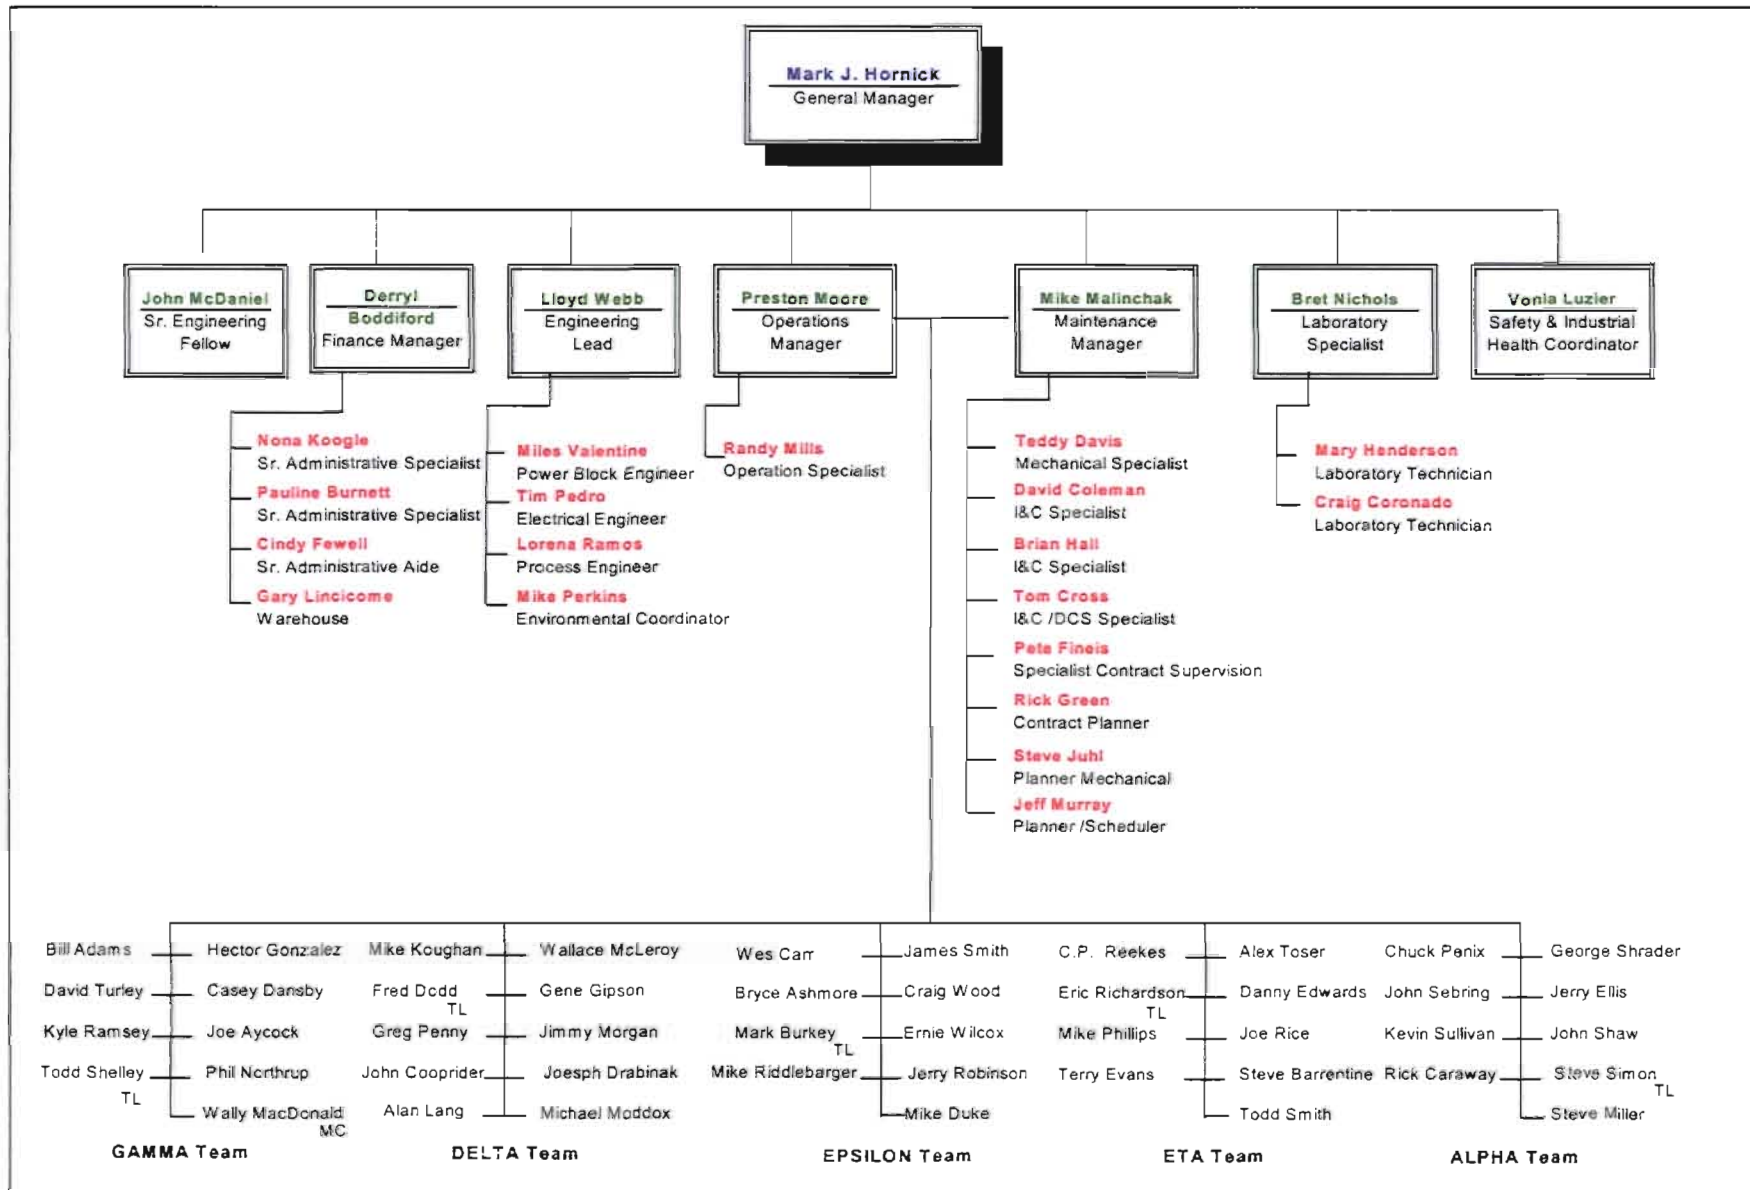 Mark J. Hornick
General Manager
John McDaniel
Sr. Engineering
Fellow
Derryl
Boddiford
Finance Manager
Lloyd Webb
Engineering
Lead
Preston Moore
Operations
Manager
Mike Malinchak
Maintenance
Manager
Bret Nichols
Laboratory
Specialist
Vonla Luzier
Safety & Industrial
Health Coordinator
Nona Koogle
Sr. Administrative Specialist
Pauline Burnett
Sr. Administrative Specialist
Cindy Fewell
Sr. Administrative Aide
Gary Lincicome
Warehouse
Miles Valentine
Power Block Engineer
Tim Pedro
Electrical Engineer
Lorena Ramos
Process Engineer
Mike Perkins
Environmental Coordinator
Randy Mills
Operation Specialist
Teddy Davis
Mechanical Specialist
David Coleman
I&C Specialist
Brian Hall
I&C Specialist
Tom Cross
I&C /DCS Specialist
Pete Fineis
Specialist Contract Supervision
Rick Green
Contract Planner
Steve Juhl
Planner Mechanical
Jeff Murray
Planner /Scheduler
Mary Henderson
Laboratory Technician
Craig Coronado
Laboratory Technician
Bill Adams
David Turley
Kyle Ramsey
Todd Shelley
TL
Hector Gonzalez
Casey Dansby
Joe Aycock
Phil Northrup
Wally MacDonald
MC
GAMMA Team
Mike Koughan
Fred Dodd
TL
Greg Penny
John Cooprider
Alan Lang
Wallace McLeroy
Gene Gipson
Jimmy Morgan
Joesph Drabinak
Michael Maddox
DELTA Team
Wes Carr
Bryce Ashmore
Mark Burkey
TL
Mike Riddlebarger
James Smith
Craig Wood
Ernie Wilcox
Jerry Robinson
Mike Duke
EPSILON Team
C.P. Reekes
Eric Richardson
TL
Mike Phillips
Terry Evans
Alex Toser
Danny Edwards
Joe Rice
Steve Barrentine
Todd Smith
ETA Team
Chuck Penix
John Sebring
Kevin Sullivan
Rick Caraway
George Shrader
Jerry Ellis
John Shaw
Steve Simon
TL
Steve Miller
ALPHA Team